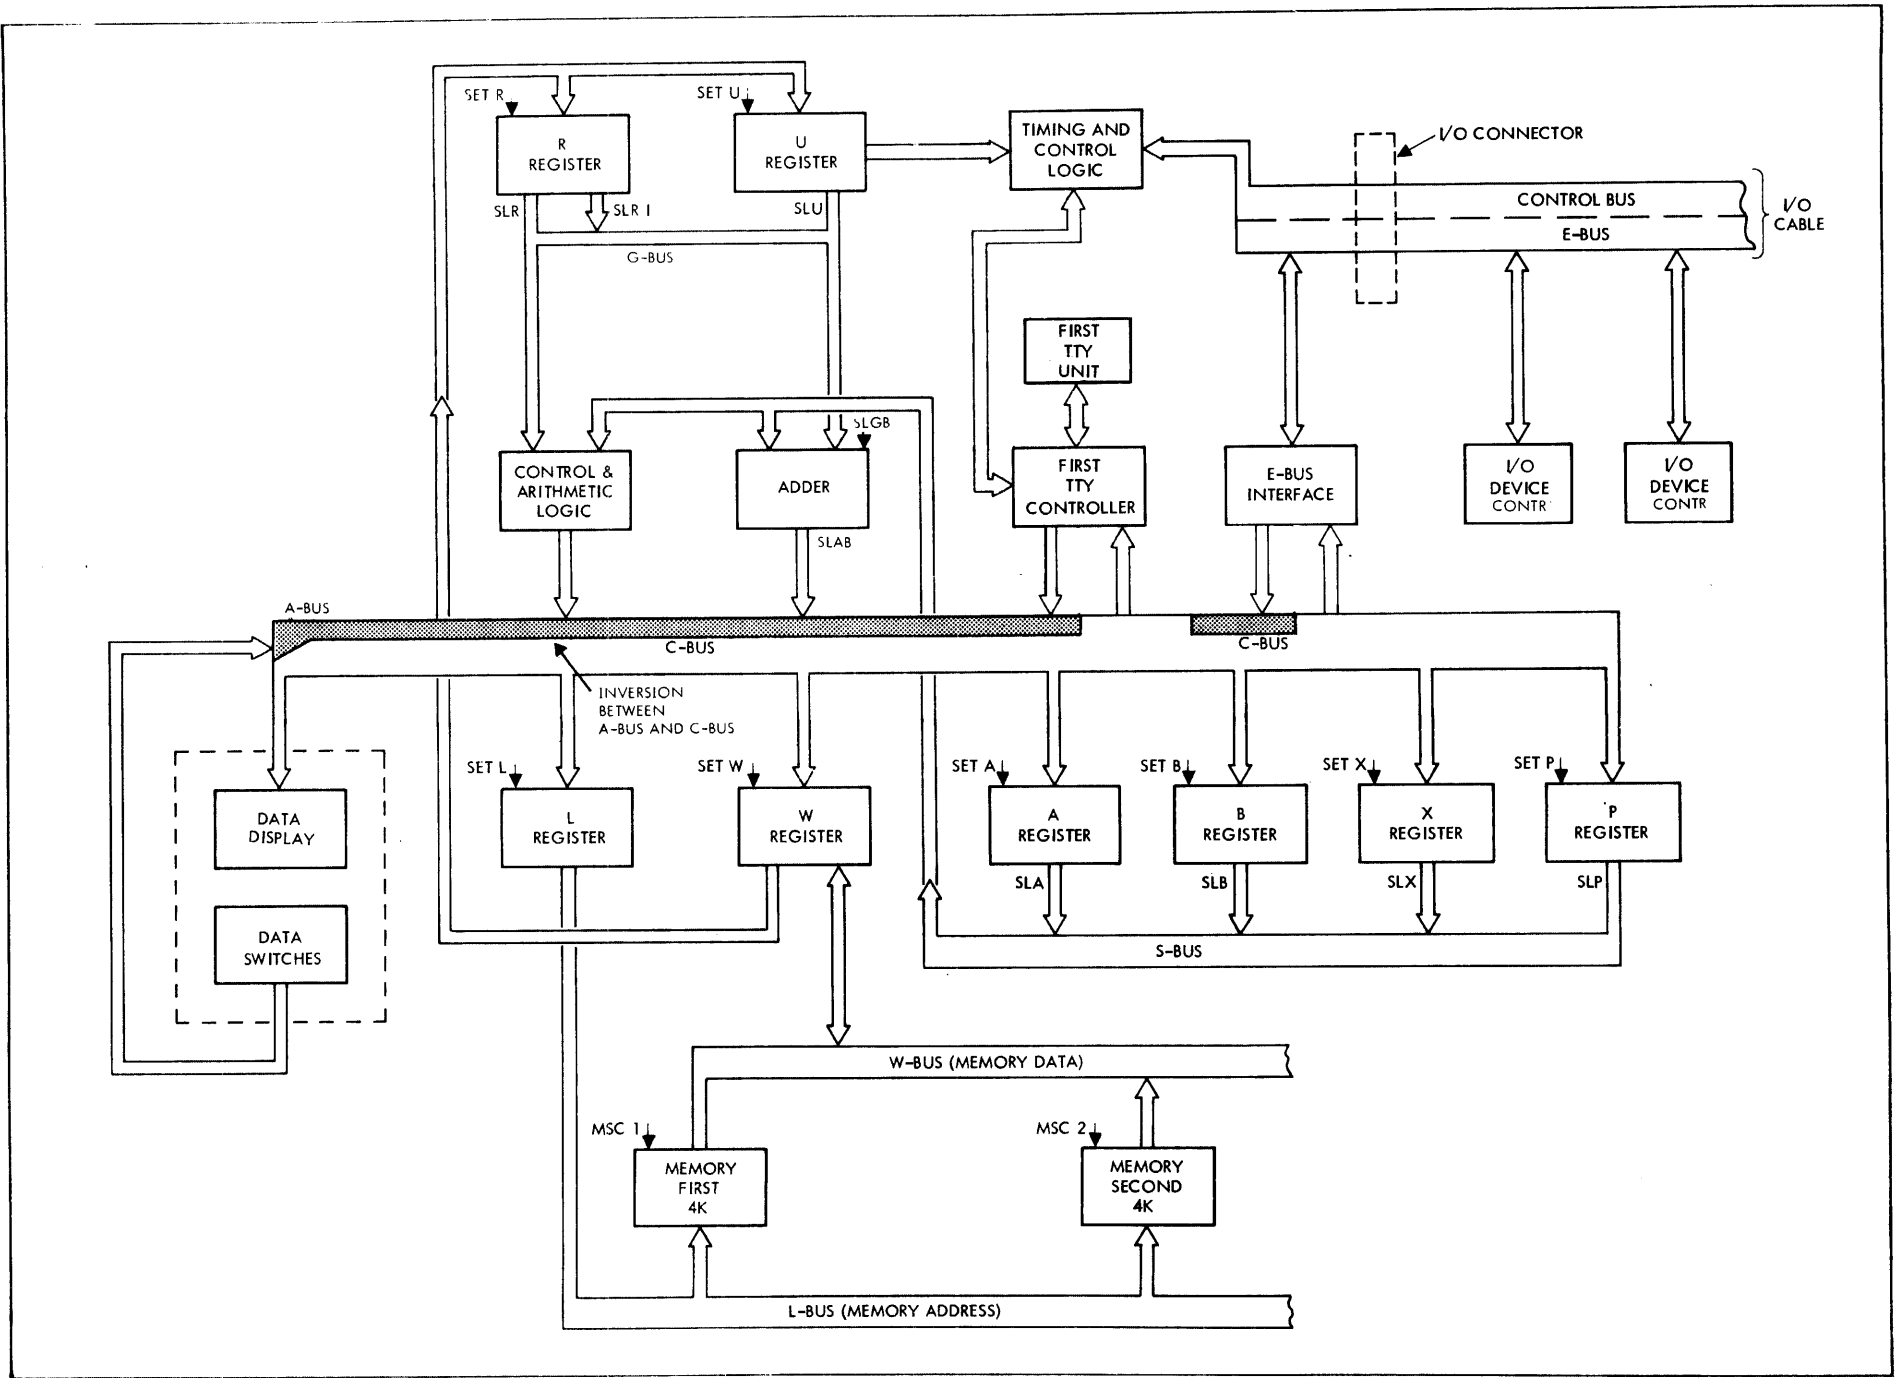 SET R
R
REGISTER
SLR
SLR I
SET U
U
REGISTER
SLU
G-BUS
TIMING AND
CONTROL
LOGIC
I/O CONNECTOR
CONTROL BUS
E-BUS
I/O
CABLE
FIRST
TTY
UNIT
SLGB
CONTROL &
ARITHMETIC
LOGIC
ADDER
SLAB
FIRST
TTY
CONTROLLER
E-BUS
INTERFACE
I/O
DEVICE
CONTR
I/O
DEVICE
CONTR
A-BUS
C-BUS
C-BUS
INVERSION
BETWEEN
A-BUS AND C-BUS
DATA
DISPLAY
DATA
SWITCHES
SET L
L
REGISTER
SET W
W
REGISTER
SET A
A
REGISTER
SLA
SET B
B
REGISTER
SLB
SET X
X
REGISTER
SLX
SET P
P
REGISTER
SLP
S-BUS
W-BUS (MEMORY DATA)
MSC 1
MEMORY
FIRST
4K
MSC 2
MEMORY
SECOND
4K
L-BUS (MEMORY ADDRESS)